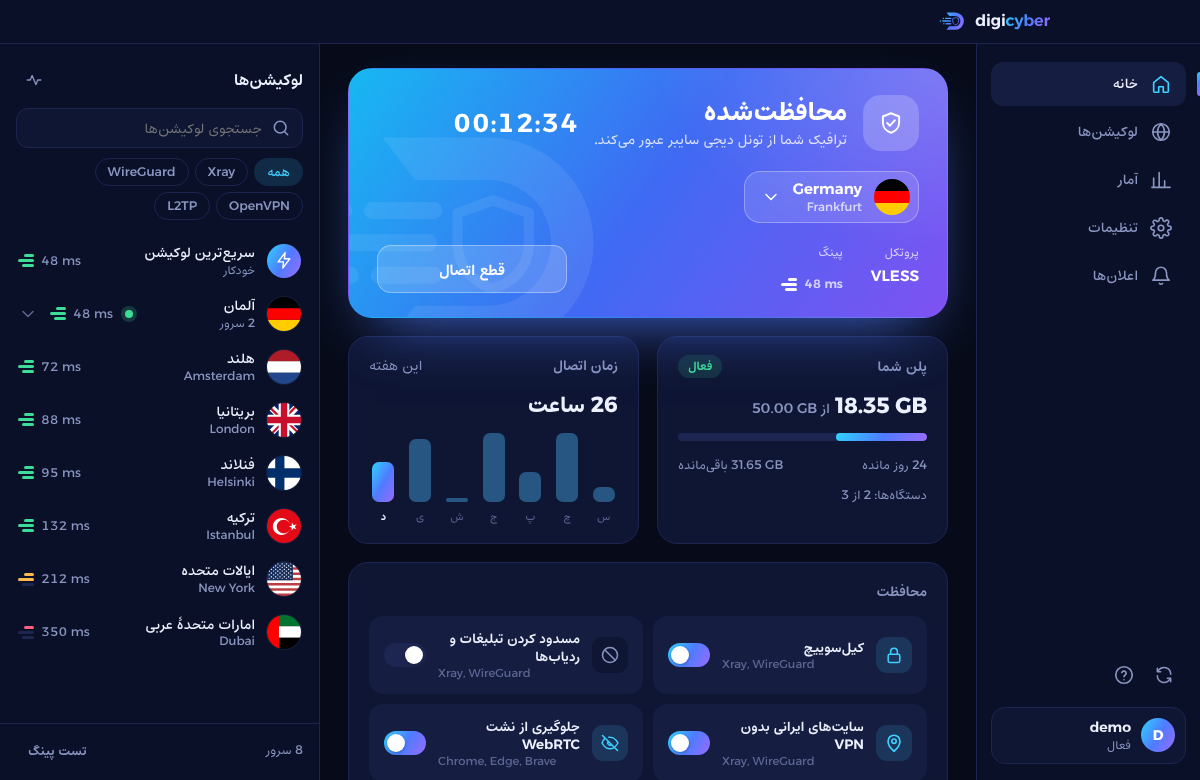 digicyber
خانه
لوکیشن‌ها
آمار
تنظیمات
اعلان‌ها
demo
فعال
D
محافظت‌شده
ترافیک شما از تونل دیجی سایبر عبور می‌کند.
00:12:34
Germany
Frankfurt
پروتکل
VLESS
پینگ
48 ms
قطع اتصال
پلن شما
فعال
18.35 GB از 50.00 GB
24 روز مانده
31.65 GB باقی‌مانده
دستگاه‌ها: 2 از 3
زمان اتصال
این هفته
26 ساعت
س چ پ ج ش ی د
محافظت
کیل‌سوییچ
Xray, WireGuard
مسدود کردن تبلیغات و
ردیاب‌ها
Xray, WireGuard
سایت‌های ایرانی بدون
VPN
Xray, WireGuard
جلوگیری از نشت
WebRTC
Chrome, Edge, Brave
لوکیشن‌ها
جستجوی لوکیشن‌ها
همه
Xray
WireGuard
OpenVPN
L2TP
سریع‌ترین لوکیشن
خودکار
48 ms
آلمان
2 سرور
48 ms
هلند
Amsterdam
72 ms
بریتانیا
London
88 ms
فنلاند
Helsinki
95 ms
ترکیه
Istanbul
132 ms
ایالات متحده
New York
212 ms
امارات متحدهٔ عربی
Dubai
350 ms
8 سرور
تست پینگ